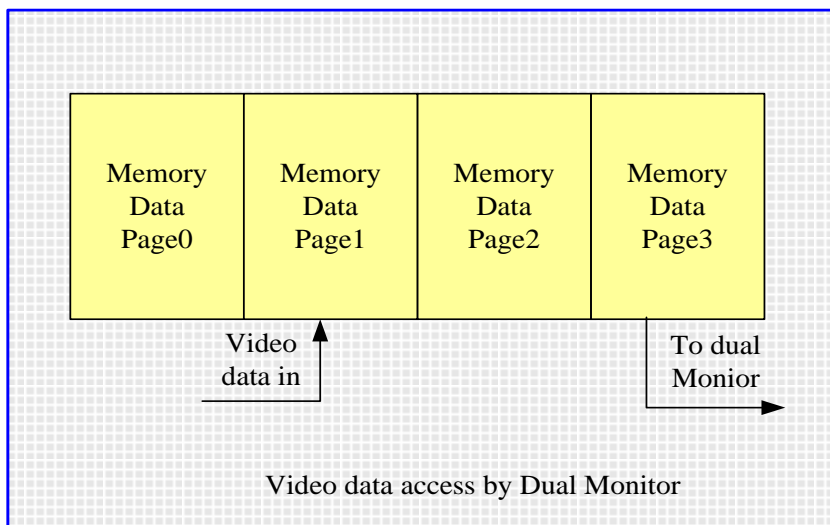 Memory
Data
Page0
Memory
Data
Page1
Memory
Data
Page2
Memory
Data
Page3
Video
data in
To dual
Monior
Video data access by Dual Monitor